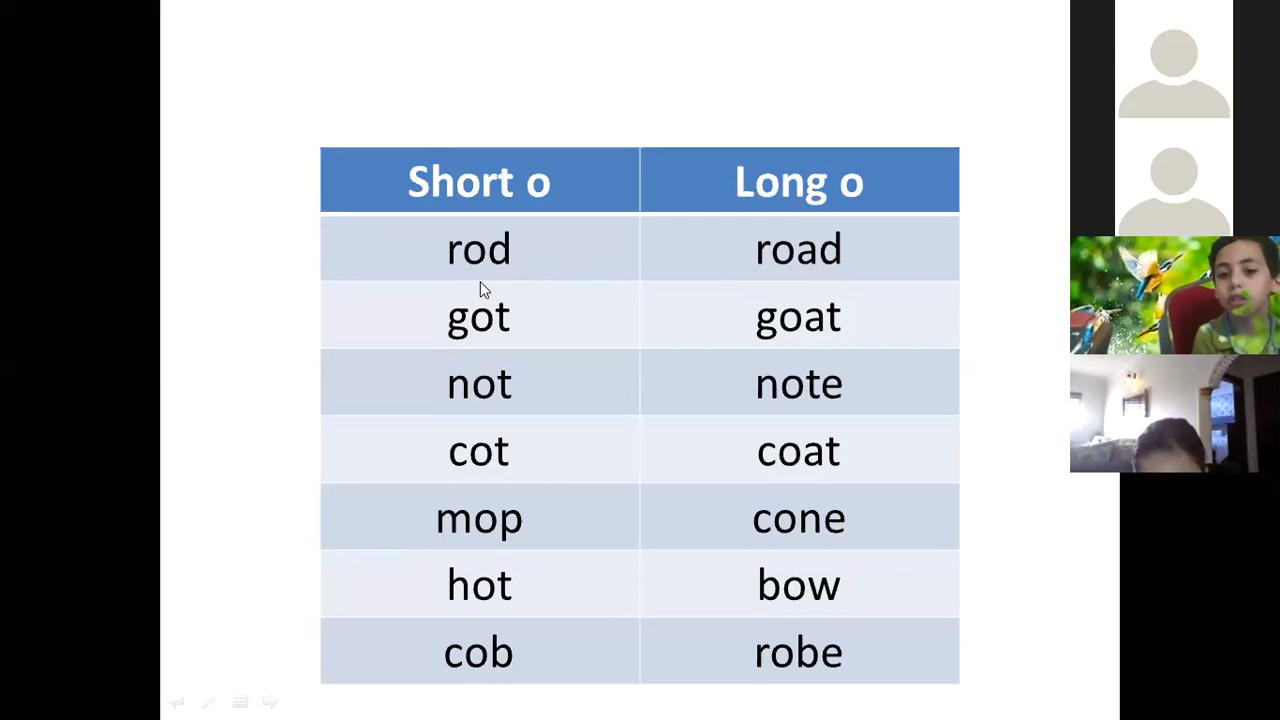 Short o Long o
rod road
got goat
not note
cot coat
mop cone
hot bow
cob robe